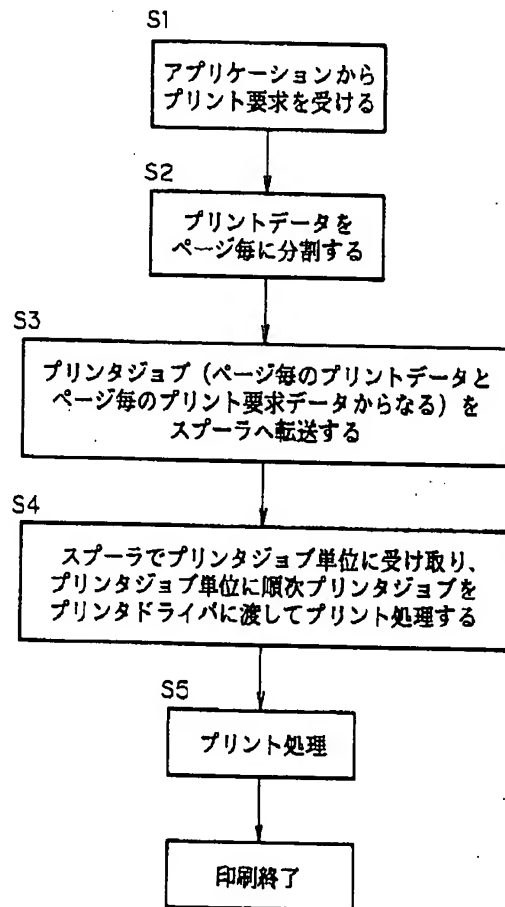 S1
アプリケーションから
プリント要求を受ける
S2
プリントデータを
ページ毎に分割する
S3
プリンタジョブ（ページ毎のプリントデータと
ページ毎のプリント要求データからなる）を
スプーラへ転送する
S4
スプーラでプリンタジョブ単位に受け取り、
プリンタジョブ単位に順次プリンタジョブを
プリンタドライバに渡してプリント処理する
S5
プリント処理
印刷終了